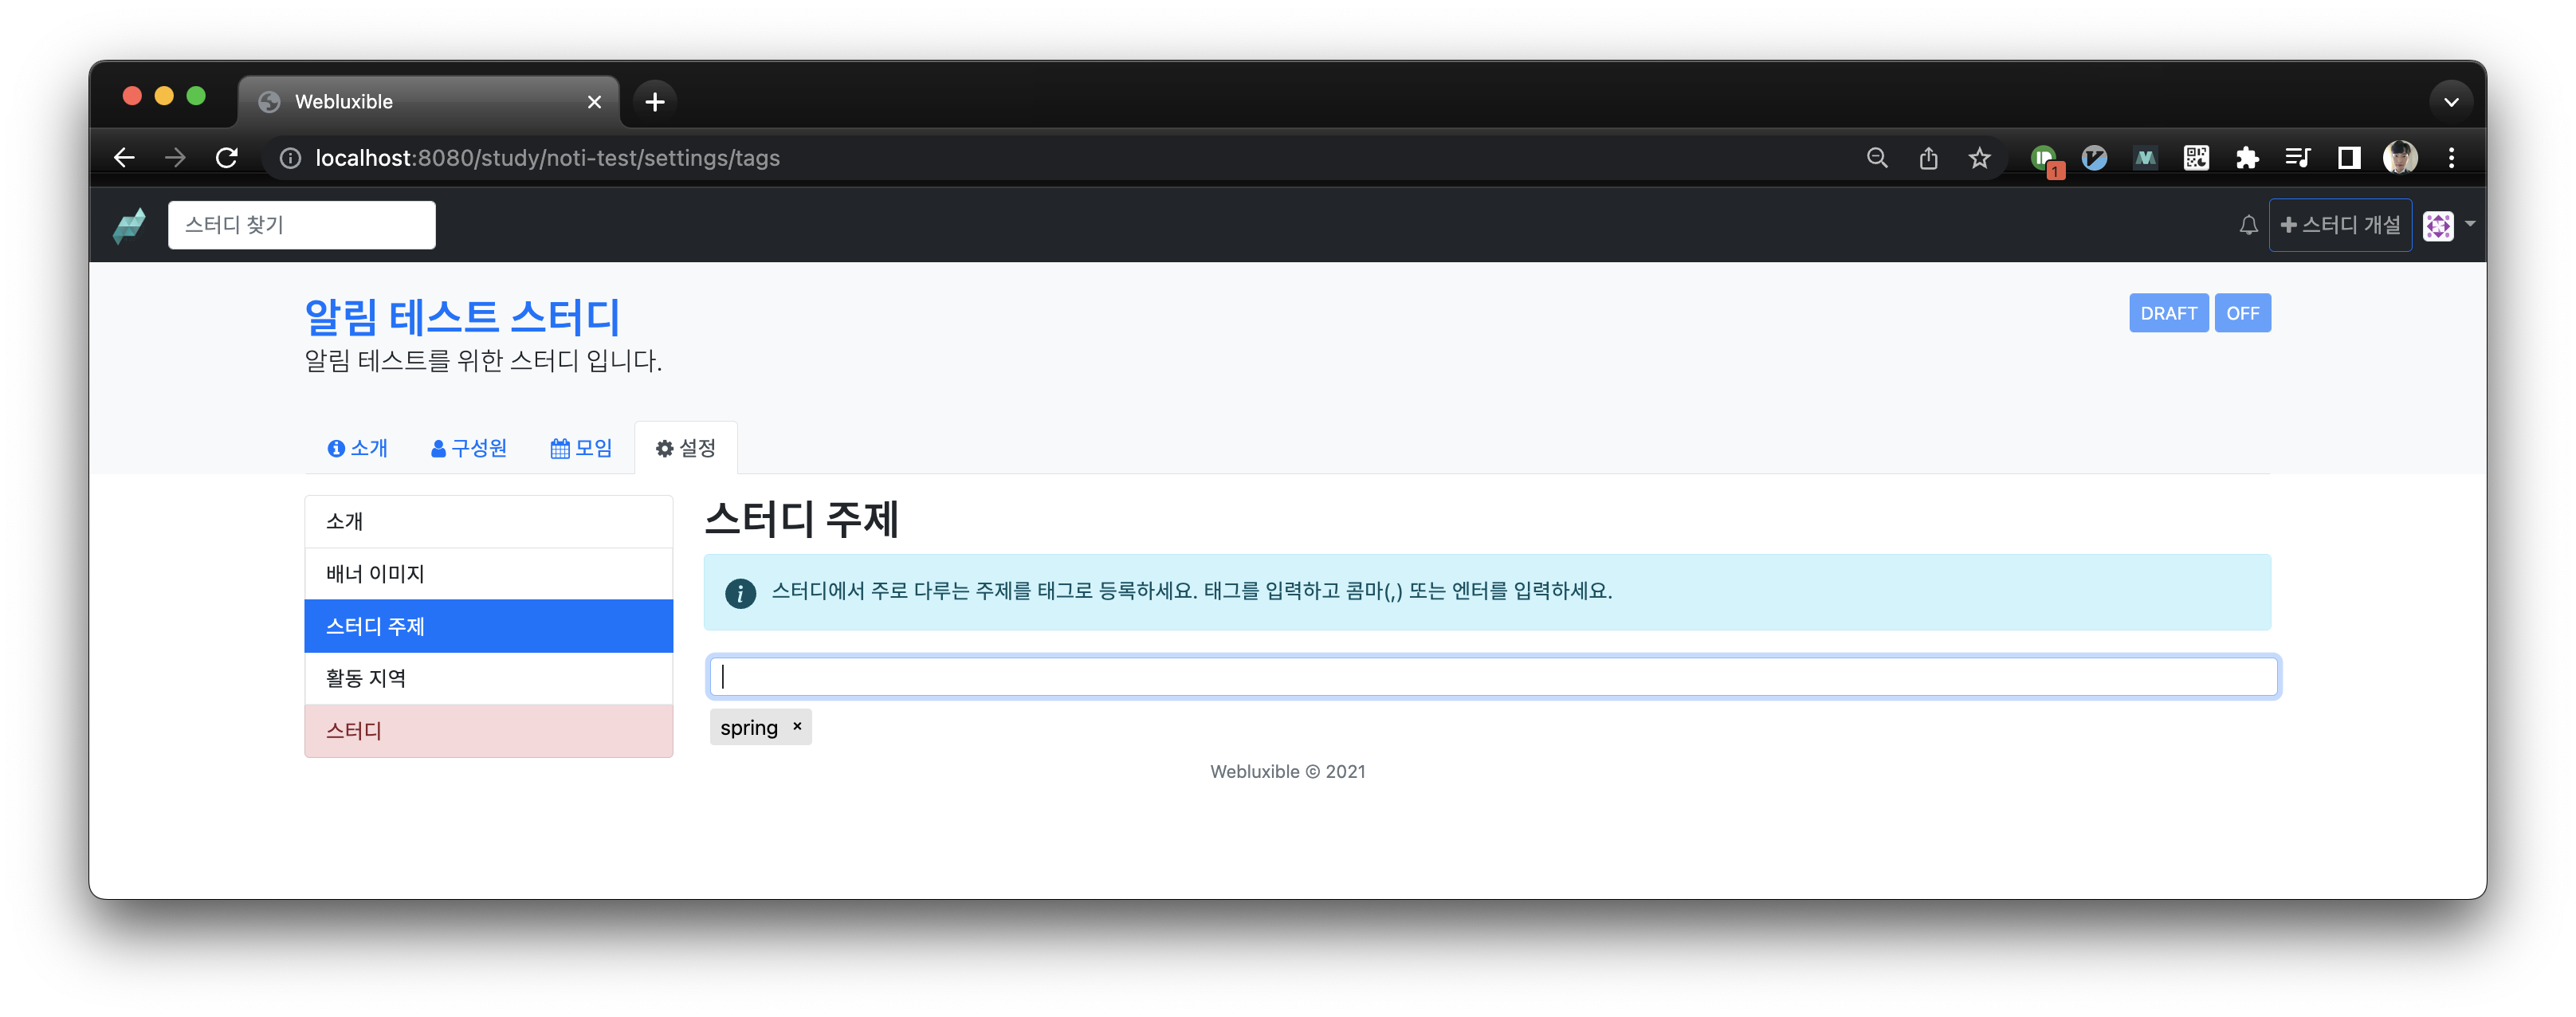 Webluxible
localhost:8080/study/noti-test/settings/tags
1
스터디 찾기
스터디 개설
알림 테스트 스터디
DRAFT OFF
알림 테스트를 위한 스터디 입니다.
소개 구성원 모임 설정
소개
배너 이미지
스터디 주제
활동 지역
스터디
스터디 주제
스터디에서 주로 다루는 주제를 태그로 등록하세요. 태그를 입력하고 콤마(,) 또는 엔터를 입력하세요.
spring ×
Webluxible © 2021